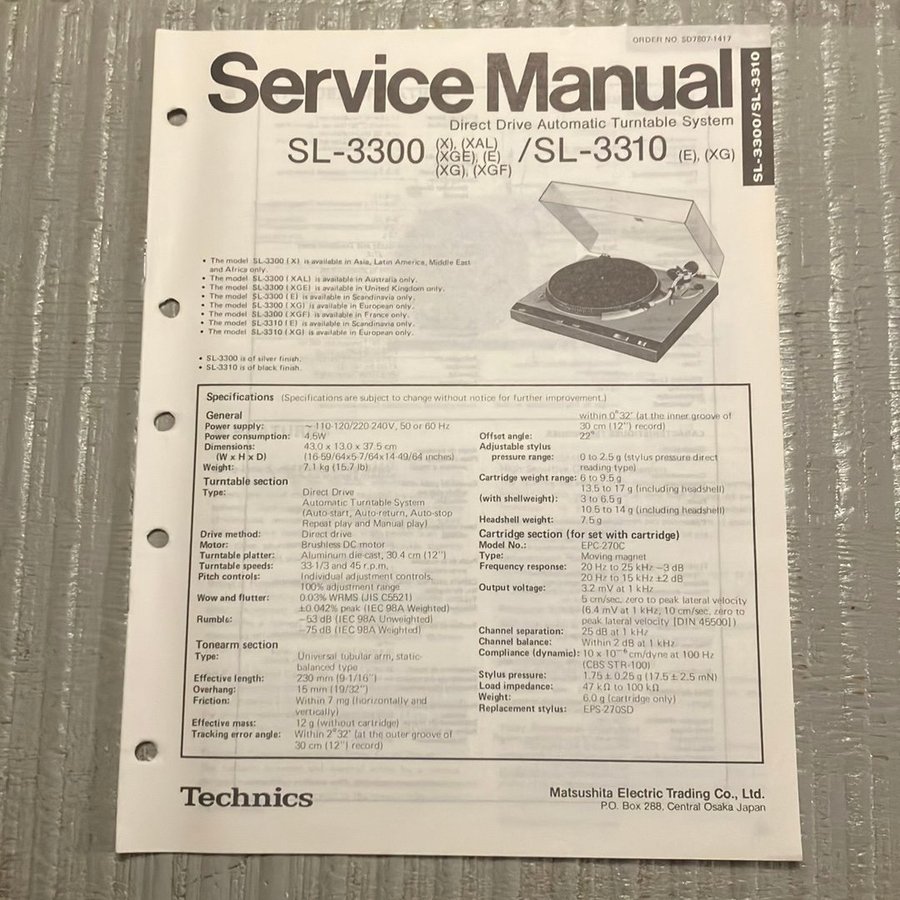 ORDER NO. SD7807-1417
Service Manual
Direct Drive Automatic Turntable System
SL-3300 (X), (XAL) (XGE), (E) (XG), (XGF) /SL-3310 (E), (XG)
SL-3300/SL-3310
• The model SL-3300 (X) is available in Asia, Latin America, Middle East
and Africa only.
• The model SL-3300 (XAL) is available in Australia only.
• The model SL-3300 (XGE) is available in United Kingdom only.
• The model SL-3300 (E) is available in Scandinavia only.
• The model SL-3300 (XG) is available in European only.
• The model SL-3300 (XGF) is available in France only.
• The model SL-3310 (E) is available in Scandinavia only.
• The model SL-3310 (XG) is available in European only.
• SL-3300 is of silver finish.
• SL-3310 is of black finish.
Specifications (Specifications are subject to change without notice for further improvement.)
General
Power supply: ~ 110-120/220-240V, 50 or 60 Hz
Power consumption: 4.5W
Dimensions: 43.0 x 13.0 x 37.5 cm
(W x H x D) (16-59/64x5-7/64x14-49/64 inches)
Weight: 7.1 kg (15.7 lb)
Turntable section
Type: Direct Drive
Automatic Turntable System
(Auto-start, Auto-return, Auto-stop
Repeat play and Manual play)
Drive method: Direct drive
Motor: Brushless DC motor
Turntable platter: Aluminum die-cast, 30.4 cm (12")
Turntable speeds: 33-1/3 and 45 r.p.m.
Pitch controls: Individual adjustment controls,
100% adjustment range
Wow and flutter: 0.03% WRMS (JIS C5521)
±0.042% peak (IEC 98A Weighted)
Rumble: −53 dB (IEC 98A Unweighted)
−75 dB (IEC 98A Weighted)
Tonearm section
Type: Universal tubular arm, static-
balanced type
Effective length: 230 mm (9-1/16")
Overhang: 15 mm (19/32")
Friction: Within 7 mg (horizontally and
vertically)
Effective mass: 12 g (without cartridge)
Tracking error angle: Within 2°32' (at the outer groove of
30 cm (12") record)
within 0°32' (at the inner groove of
30 cm (12") record)
Offset angle: 22°
Adjustable stylus
pressure range: 0 to 2.5 g (stylus pressure direct
reading type)
Cartridge weight range: 6 to 9.5 g
13.5 to 17 g (including headshell)
(with shellweight): 3 to 6.5 g
10.5 to 14 g (including headshell)
Headshell weight: 7.5 g
Cartridge section (for set with cartridge)
Model No.: EPC-270C
Type: Moving magnet
Frequency response: 20 Hz to 25 kHz −3 dB
20 Hz to 15 kHz ±2 dB
Output voltage: 3.2 mV at 1 kHz
5 cm/sec. zero to peak lateral velocity
(6.4 mV at 1 kHz, 10 cm/sec. zero to
peak lateral velocity [DIN 45500])
Channel separation: 25 dB at 1 kHz
Channel balance: Within 2 dB at 1 kHz
Compliance (dynamic): 10 x 10⁻⁶ cm/dyne at 100 Hz
(CBS STR-100)
Stylus pressure: 1.75 ± 0.25 g (17.5 ± 2.5 mN)
Load impedance: 47 kΩ to 100 kΩ
Weight: 6.0 g (cartridge only)
Replacement stylus: EPS-270SD
Technics
Matsushita Electric Trading Co., Ltd.
P.O. Box 288, Central Osaka Japan